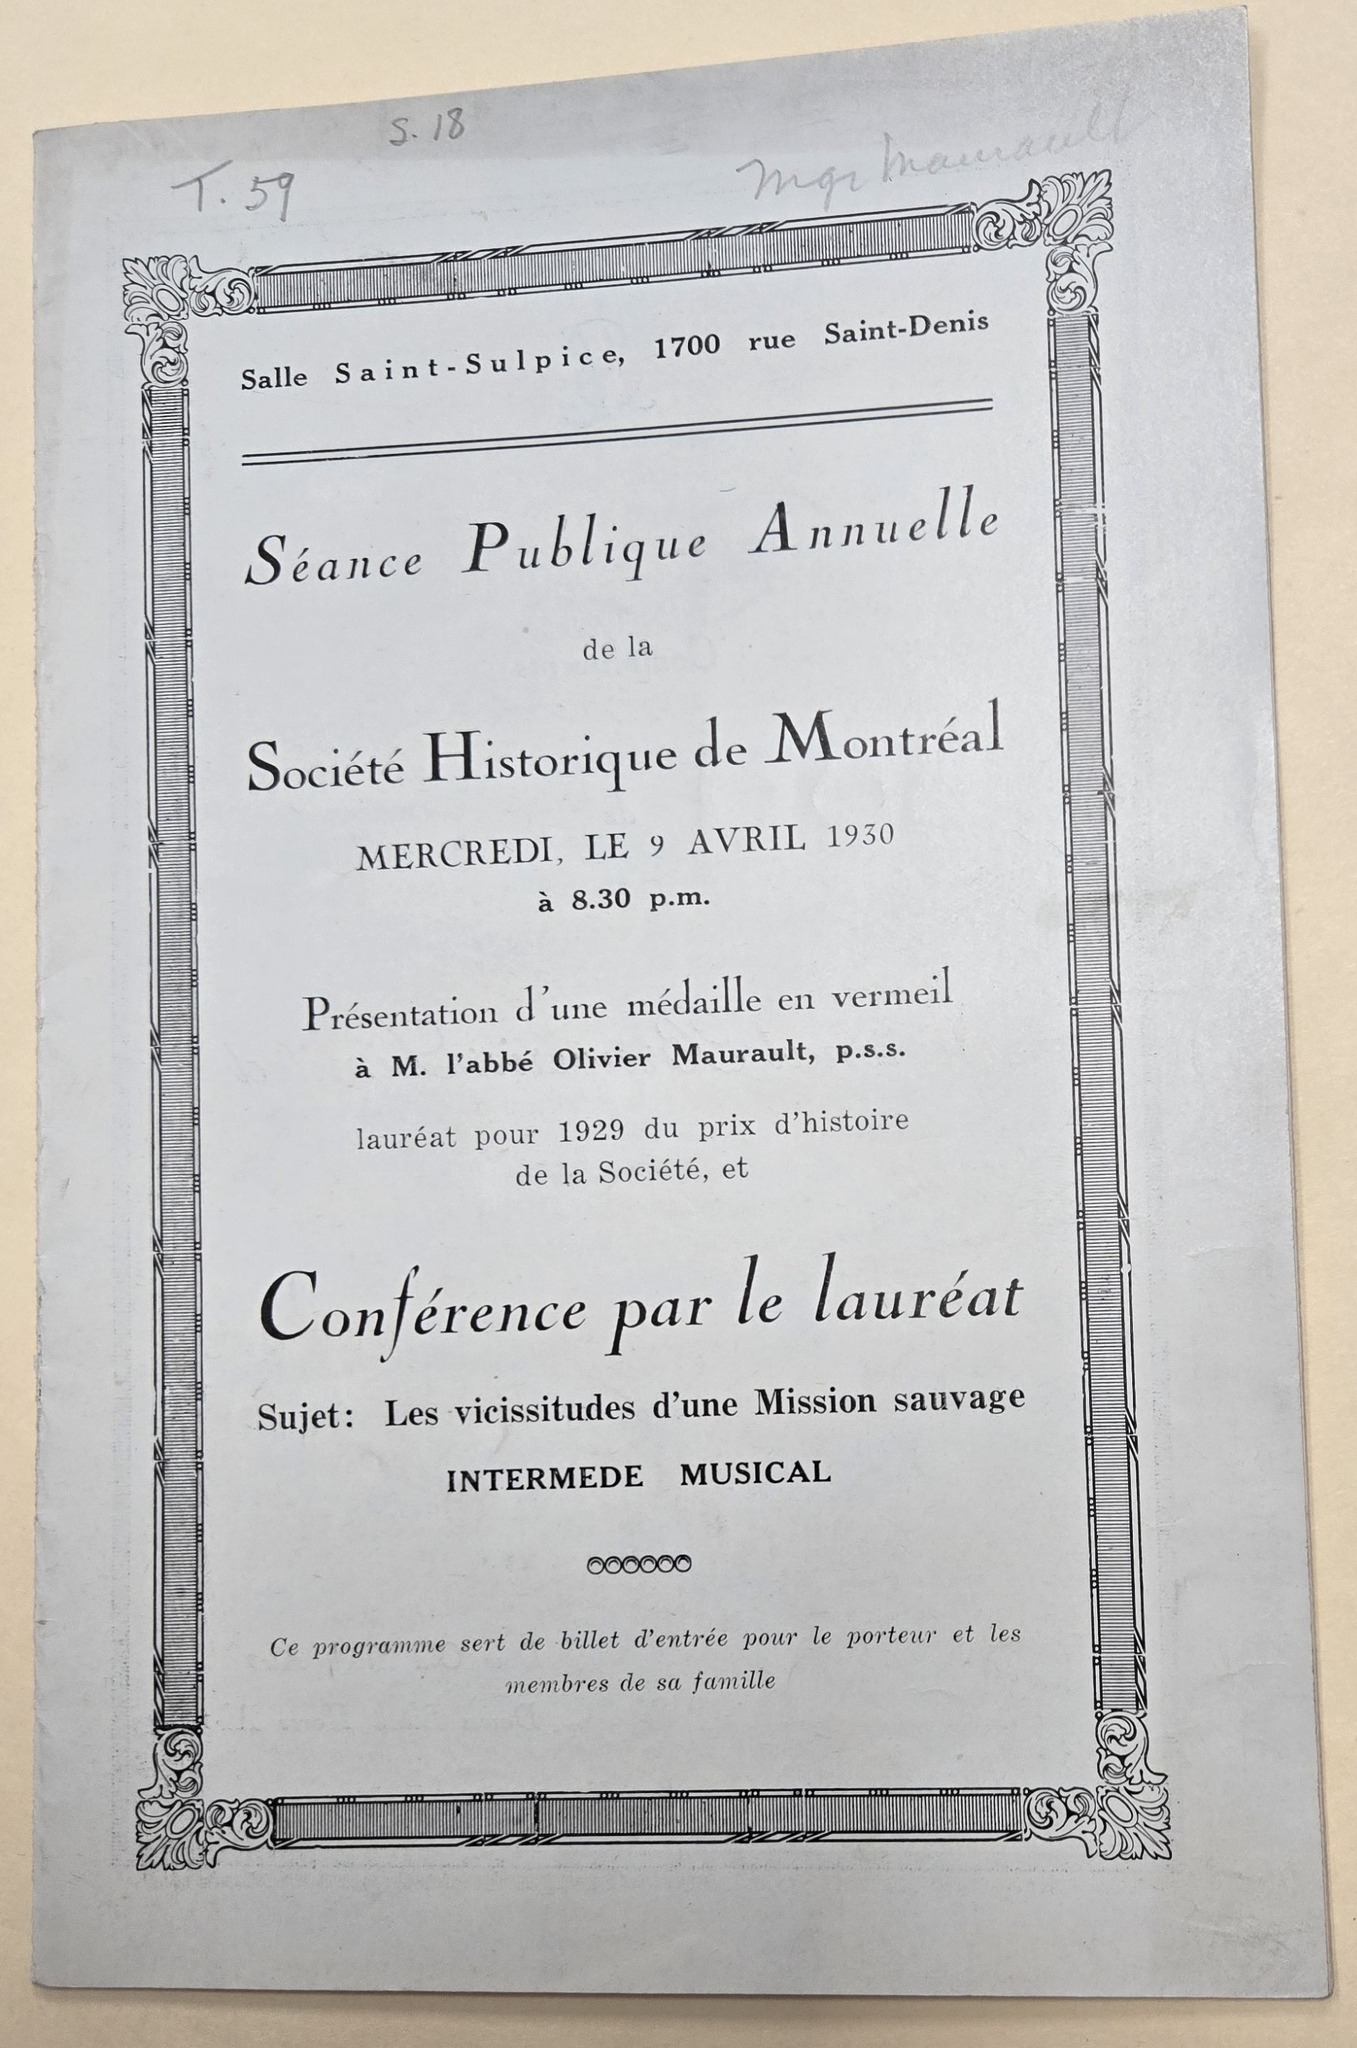 S. 18
T. 59
Mgr Maurault
Salle Saint-Sulpice, 1700 rue Saint-Denis
Séance Publique Annuelle
de la
Société Historique de Montréal
MERCREDI, LE 9 AVRIL 1930
à 8.30 p.m.
Présentation d'une médaille en vermeil
à M. l'abbé Olivier Maurault, p.s.s.
lauréat pour 1929 du prix d'histoire
de la Société, et
Conférence par le lauréat
Sujet: Les vicissitudes d'une Mission sauvage
INTERMEDE MUSICAL
Ce programme sert de billet d'entrée pour le porteur et les
membres de sa famille